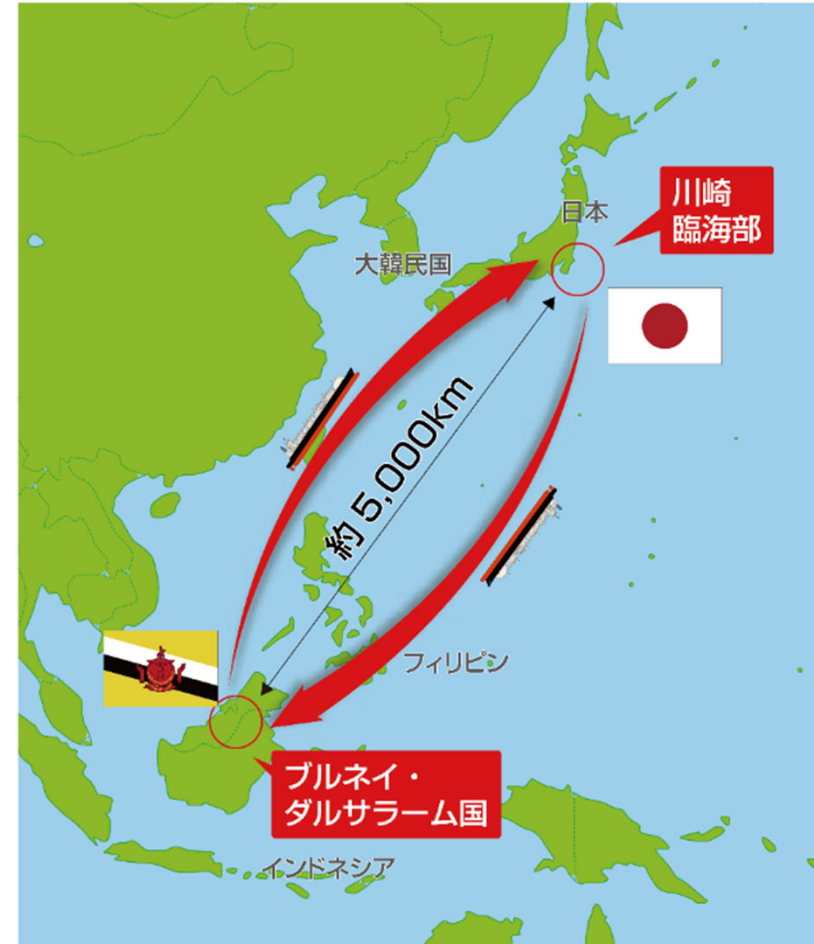 川崎
臨海部
日本
大韓民国
約5,000km
フィリピン
ブルネイ・
ダルサラーム国
インドネシア